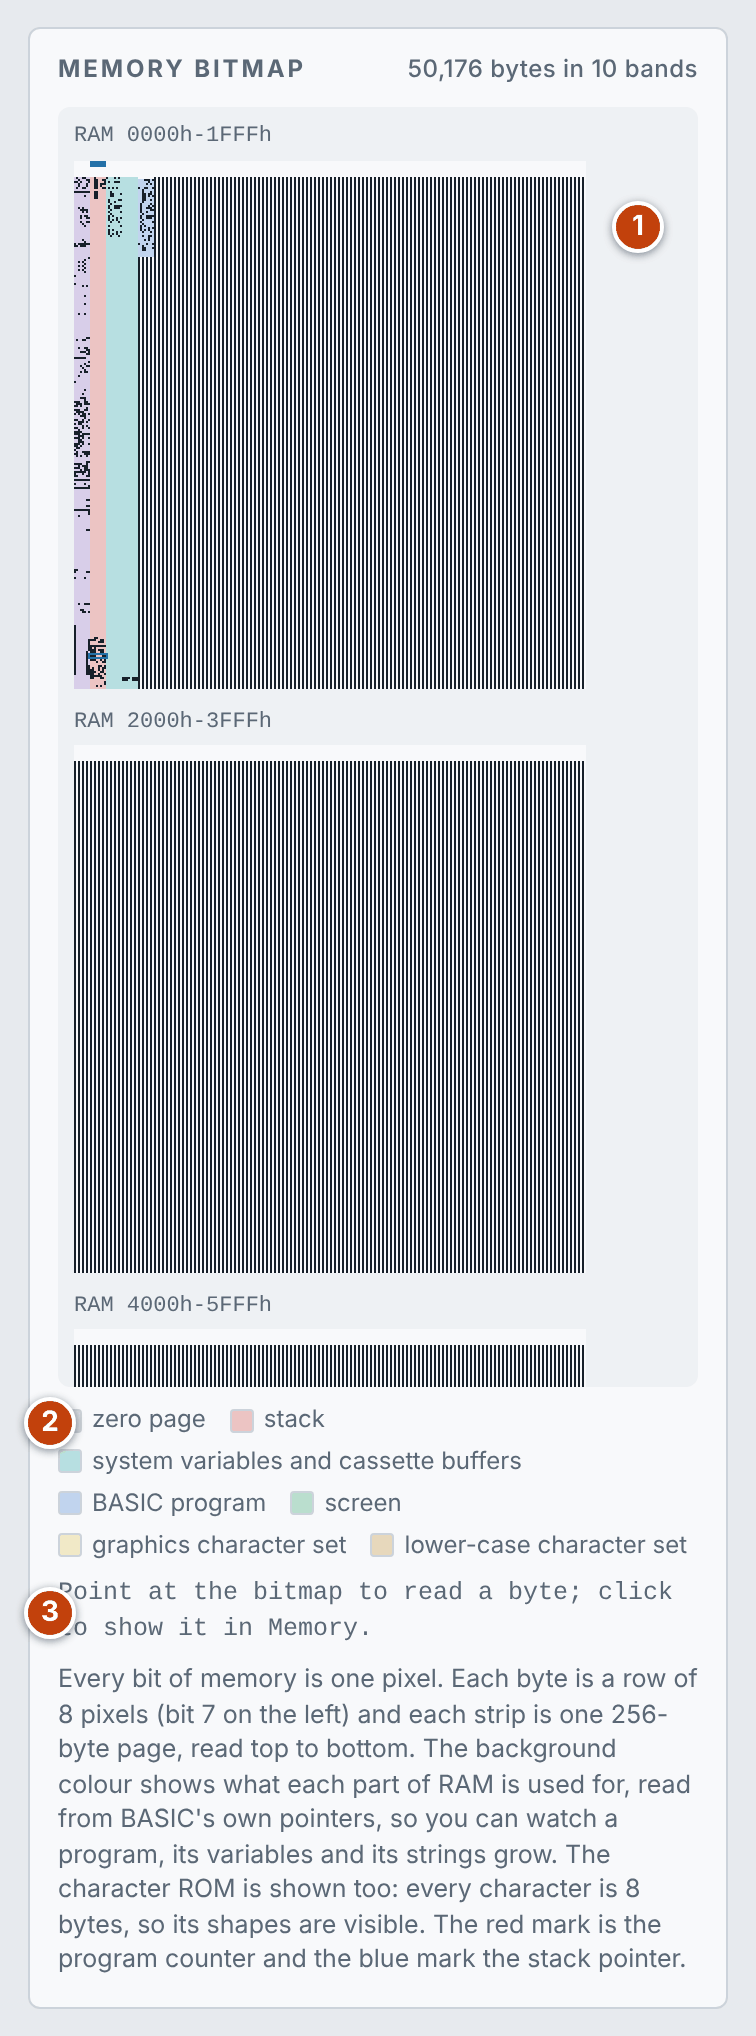 MEMORY BITMAP 50,176 bytes in 10 bands
RAM 0000h-1FFFh
1
RAM 2000h-3FFFh
RAM 4000h-5FFFh
2 zero page stack
system variables and cassette buffers
BASIC program screen
graphics character set lower-case character set
Point at the bitmap to read a byte; click
3 to show it in Memory.
Every bit of memory is one pixel. Each byte is a row of
8 pixels (bit 7 on the left) and each strip is one 256-
byte page, read top to bottom. The background
colour shows what each part of RAM is used for, read
from BASIC's own pointers, so you can watch a
program, its variables and its strings grow. The
character ROM is shown too: every character is 8
bytes, so its shapes are visible. The red mark is the
program counter and the blue mark the stack pointer.